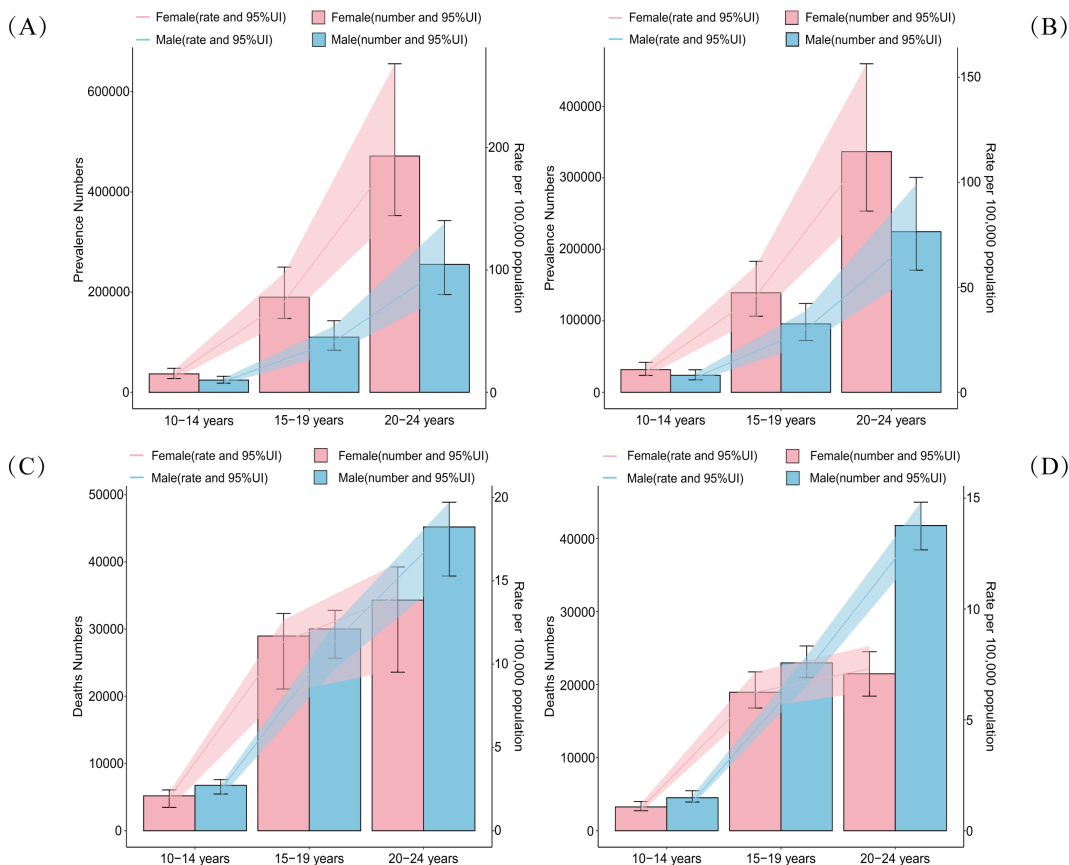 (A)
Female(rate and 95%UI) Female(number and 95%UI)
Male(rate and 95%UI) Male(number and 95%UI)
Prevalence Numbers
600000
400000
200000
0
200
100
0
Rate per 100,000 population
10−14 years 15−19 years 20−24 years
(B)
Female(rate and 95%UI) Female(number and 95%UI)
Male(rate and 95%UI) Male(number and 95%UI)
Prevalence Numbers
400000
300000
200000
100000
0
150
100
50
0
Rate per 100,000 population
10−14 years 15−19 years 20−24 years
(C)
Female(rate and 95%UI) Female(number and 95%UI)
Male(rate and 95%UI) Male(number and 95%UI)
Deaths Numbers
50000
40000
30000
20000
10000
0
20
15
10
5
0
Rate per 100,000 population
10−14 years 15−19 years 20−24 years
(D)
Female(rate and 95%UI) Female(number and 95%UI)
Male(rate and 95%UI) Male(number and 95%UI)
Deaths Numbers
40000
30000
20000
10000
0
15
10
5
0
Rate per 100,000 population
10−14 years 15−19 years 20−24 years